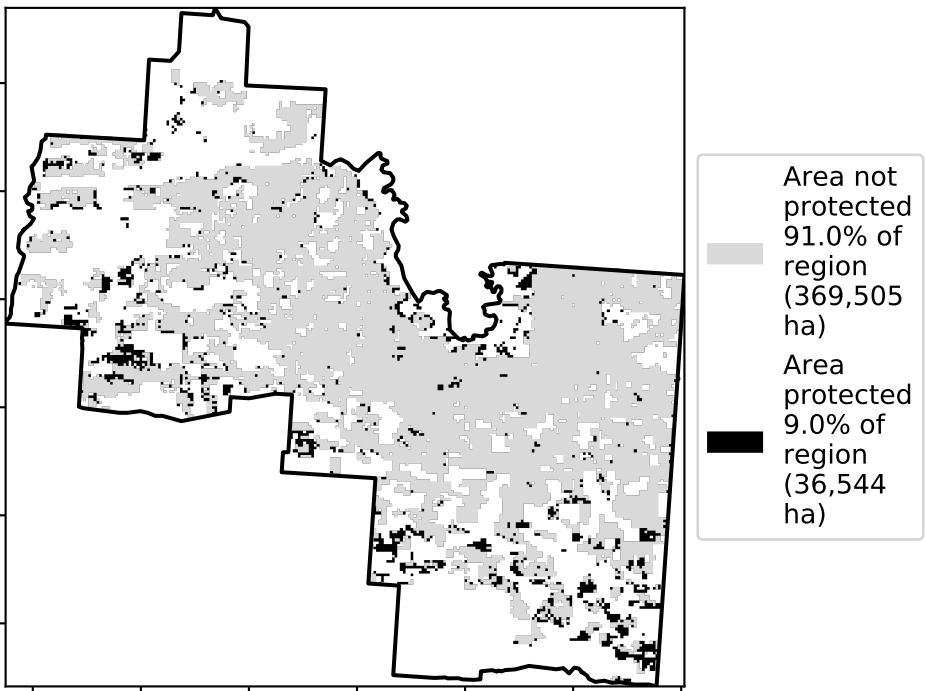 Area not
protected
91.0% of
region
(369,505
ha)
Area
protected
9.0% of
region
(36,544
ha)